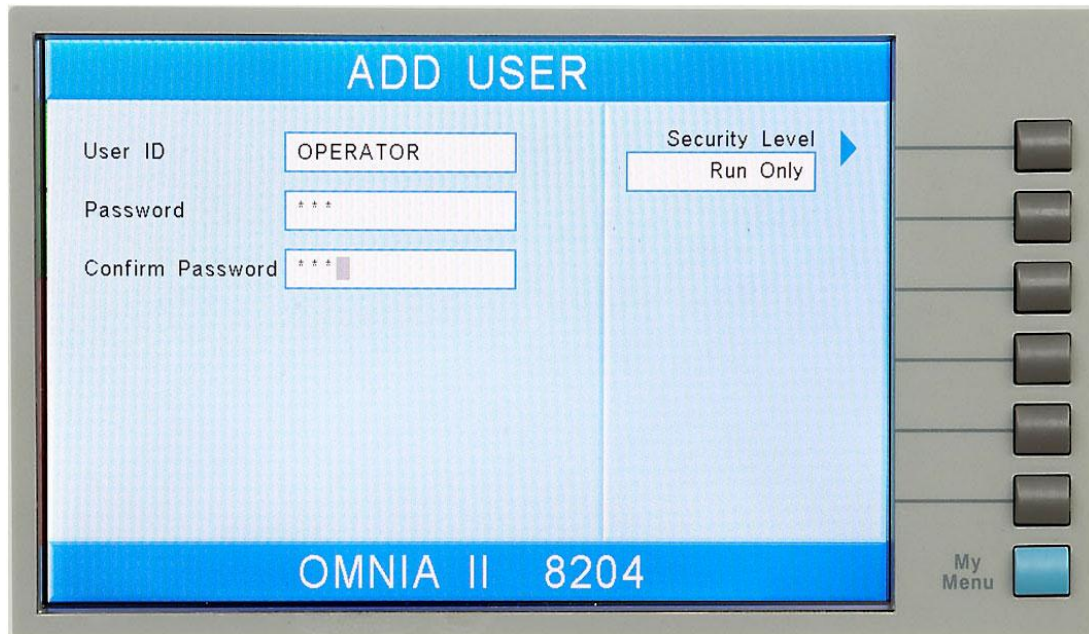 ADD USER
User ID
OPERATOR
Password
* * *
Confirm Password
* * *
Security Level
Run Only
OMNIA II 8204
My
Menu